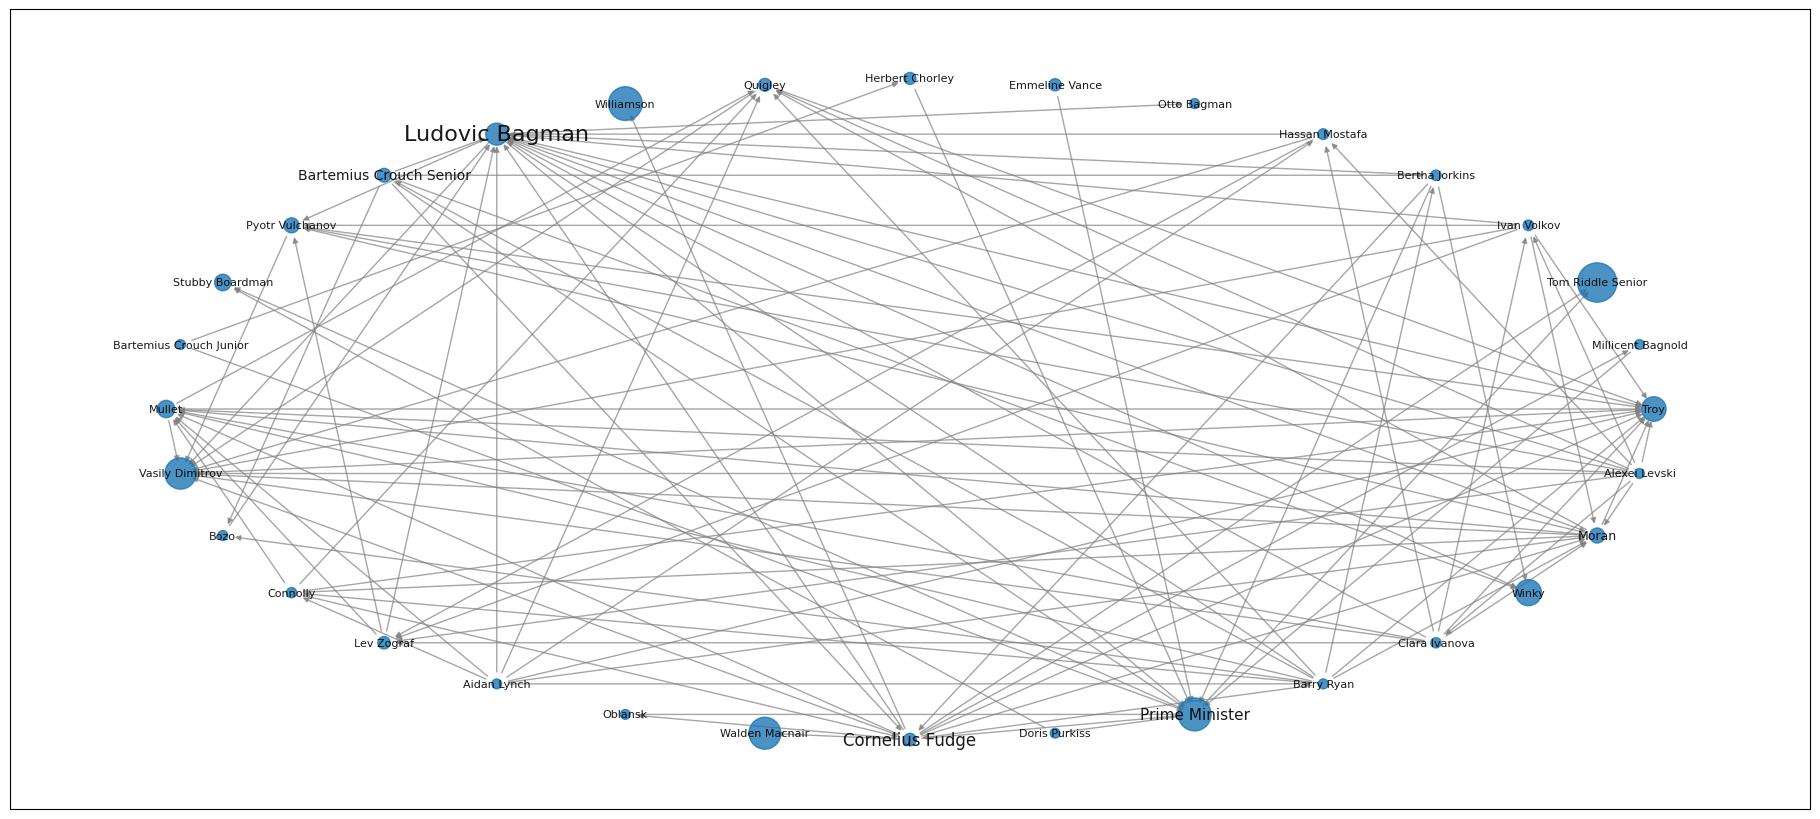 Herbert Chorley
Quigley
Emmeline Vance
Williamson
Otto Bagman
Ludovic Bagman
Hassan Mostafa
Bartemius Crouch Senior
Bertha Jorkins
Pyotr Vulchanov
Ivan Volkov
Stubby Boardman
Tom Riddle Senior
Bartemius Crouch Junior
Millicent Bagnold
Mullet
Troy
Vasily Dimitrov
Alexei Levski
Bozo
Moran
Connolly
Winky
Lev Zograf
Clara Ivanova
Aidan Lynch
Barry Ryan
Oblansk
Prime Minister
Walden Macnair
Doris Purkiss
Cornelius Fudge